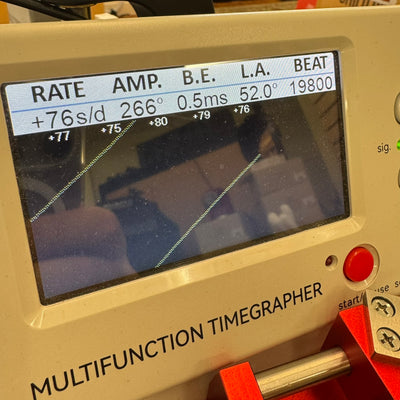 RATE AMP. B.E. L.A. BEAT
+76s/d 266° 0.5ms 52.0° 19800
+77 +75 +80 +79 +76
sig.
start/
use
MULTIFUNCTION TIMEGRAPHER